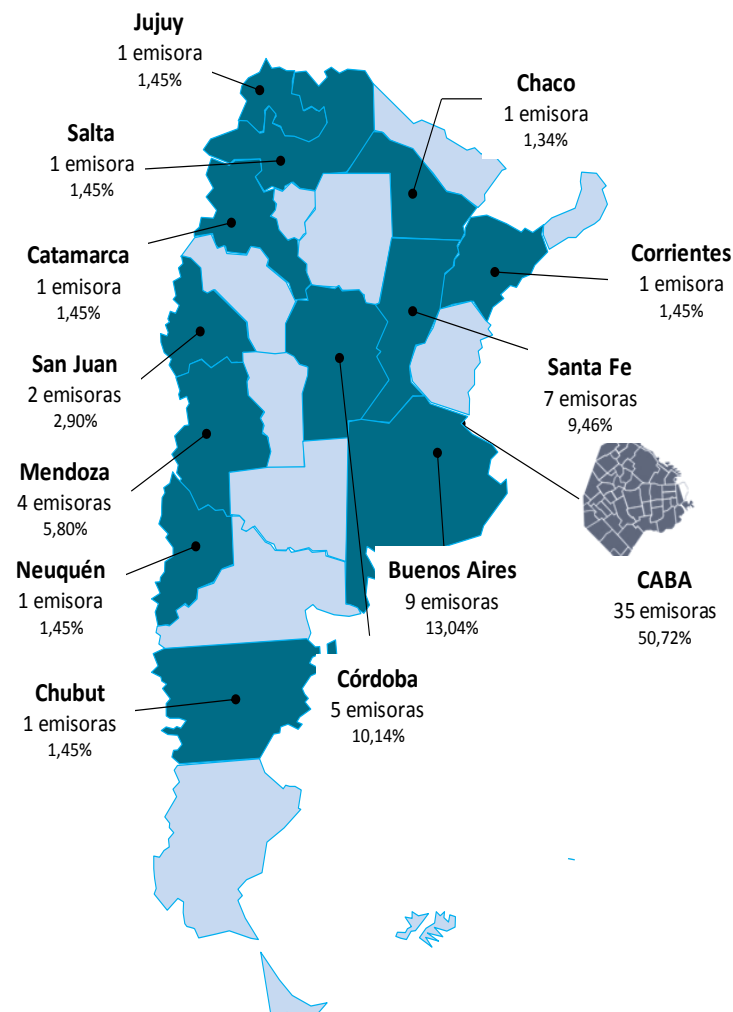 Jujuy
1 emisora
1,45%
Chaco
1 emisora
1,34%
Salta
1 emisora
1,45%
Catamarca
1 emisora
1,45%
Corrientes
1 emisora
1,45%
San Juan
2 emisoras
2,90%
Santa Fe
7 emisoras
9,46%
Mendoza
4 emisoras
5,80%
Neuquén
1 emisora
1,45%
Buenos Aires
9 emisoras
13,04%
CABA
35 emisoras
50,72%
Chubut
1 emisoras
1,45%
Córdoba
5 emisoras
10,14%